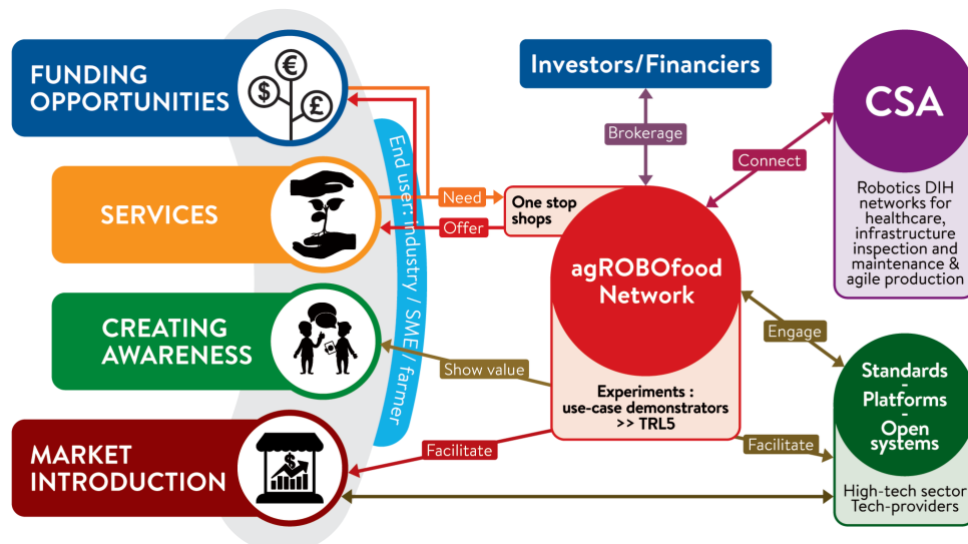 FUNDING
OPPORTUNITIES
€
$
£
SERVICES
CREATING
AWARENESS
MARKET
INTRODUCTION
$
End user: industry / SME / farmer
Need
Offer
Show value
Facilitate
One stop
shops
Investors/Financiers
Brokerage
agROBOfood
Network
Experiments :
use-case demonstrators
>> TRL5
Connect
CSA
Robotics DIH
networks for
healthcare,
infrastructure
inspection and
maintenance &
agile production
Engage
Facilitate
Standards
-
Platforms
-
Open
systems
High-tech sector
Tech-providers